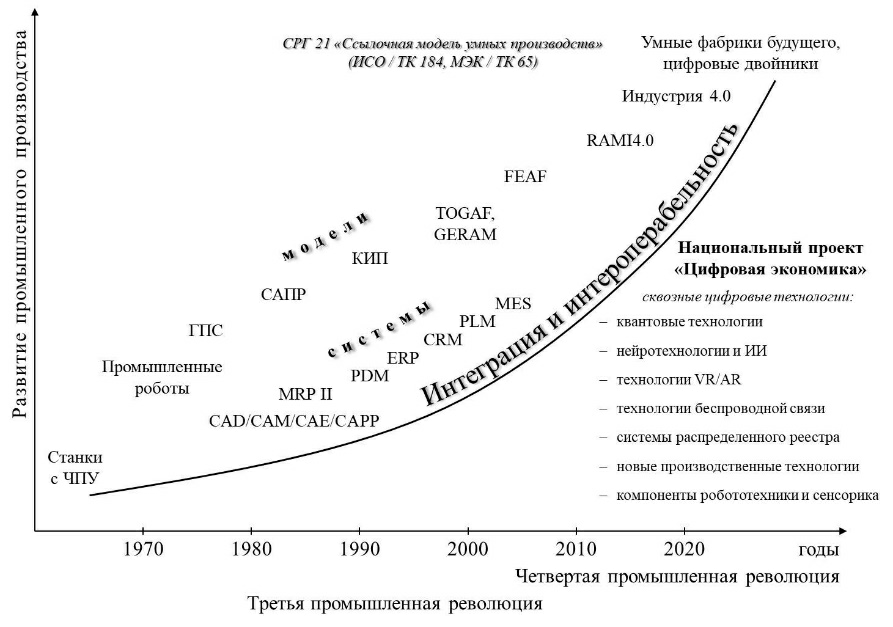 СРГ 21 «Ссылочная модель умных производств»
(ИСО / ТК 184, МЭК / ТК 65)
Умные фабрики будущего,
цифровые двойники
Индустрия 4.0
RAMI4.0
FEAF
TOGAF,
GERAM
модели
КИП
САПР
ГПС
Промышленные
роботы
Станки
с ЧПУ
системы
MES
PLM
CRM
ERP
PDM
MRP II
CAD/CAM/CAE/CAPP
Интеграция и интероперабельность
Национальный проект
«Цифровая экономика»
сквозные цифровые технологии:
– квантовые технологии
– нейротехнологии и ИИ
– технологии VR/AR
– технологии беспроводной связи
– системы распределенного реестра
– новые производственные технологии
– компоненты робототехники и сенсорика
Развитие промышленного производства
1970 1980 1990 2000 2010 2020 годы
Четвертая промышленная революция
Третья промышленная революция